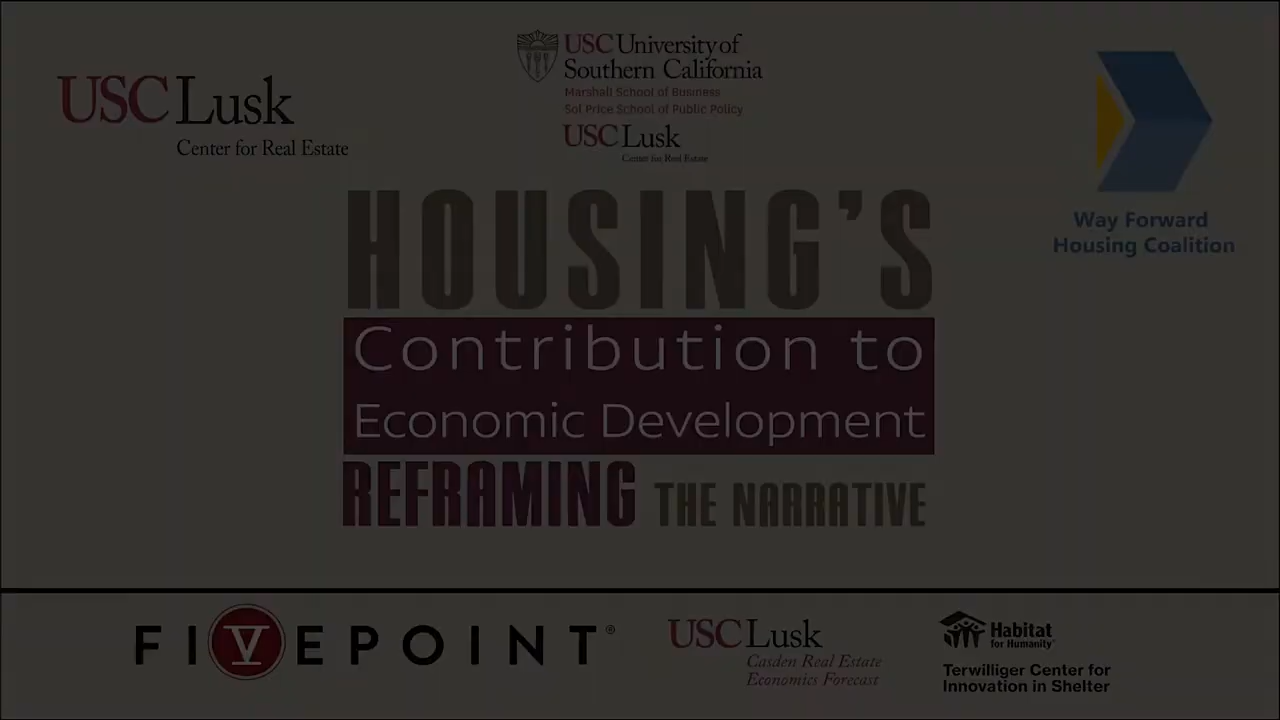 USC Lusk
Center for Real Estate
USC University of
Southern California
Marshall School of Business
Sol Price School of Public Policy
USC Lusk
Center for Real Estate
Way Forward
Housing Coalition
HOUSING'S
Contribution to
Economic Development
REFRAMING THE NARRATIVE
FIVEPOINT®
USC Lusk
Casden Real Estate
Economics Forecast
Habitat
for Humanity®
Terwilliger Center for
Innovation in Shelter